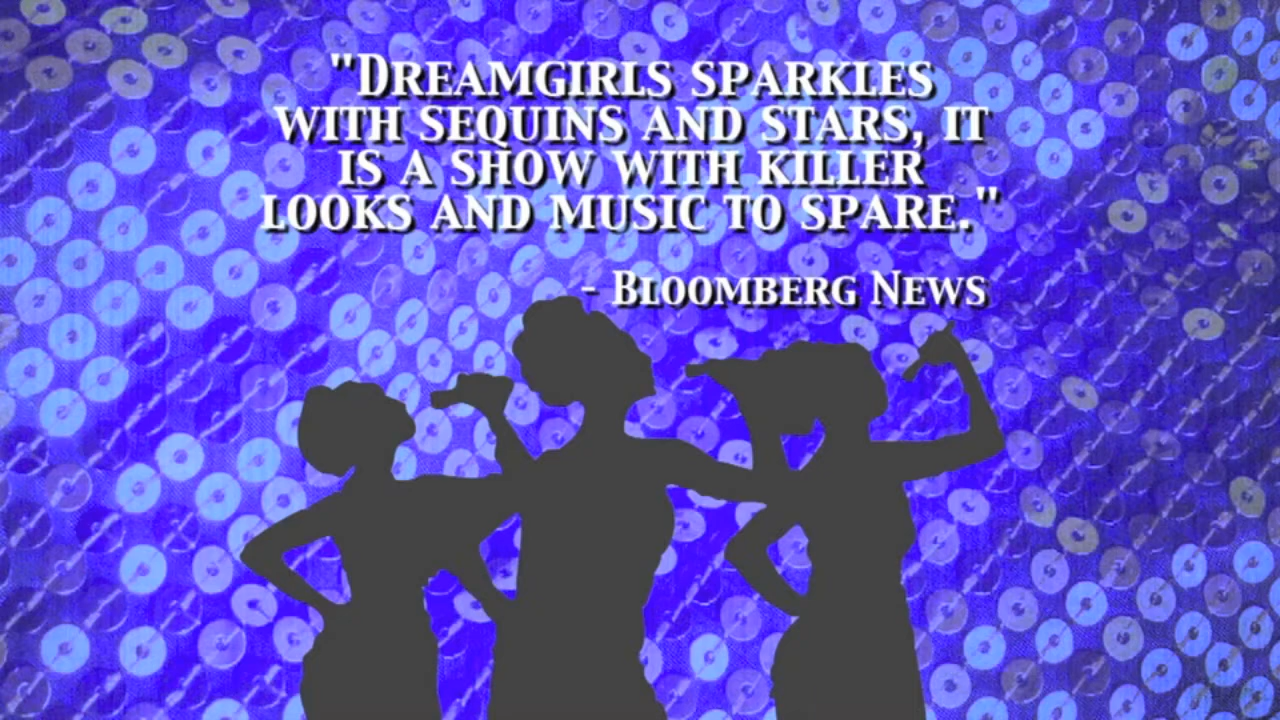 "Dreamgirls sparkles
with sequins and stars, it
is a show with killer
looks and music to spare."
- Bloomberg News